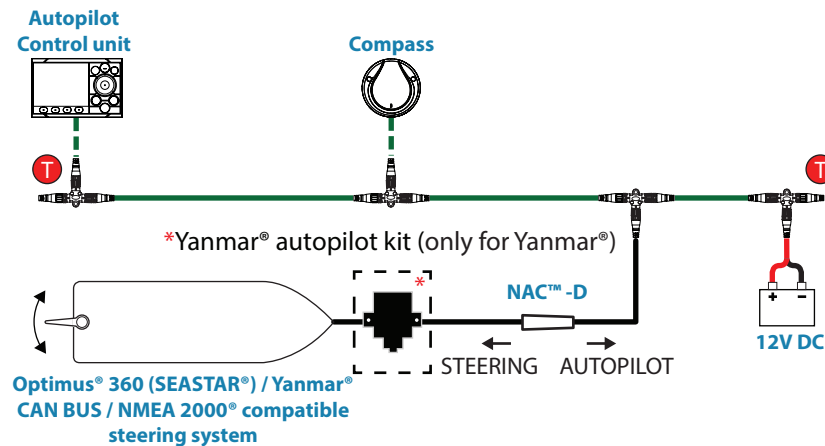 Autopilot
Control unit
Compass
T
T
*Yanmar® autopilot kit (only for Yanmar®)
*
NAC™ -D
+ −
12V DC
STEERING AUTOPILOT
Optimus® 360 (SEASTAR®) / Yanmar®
CAN BUS / NMEA 2000® compatible
steering system